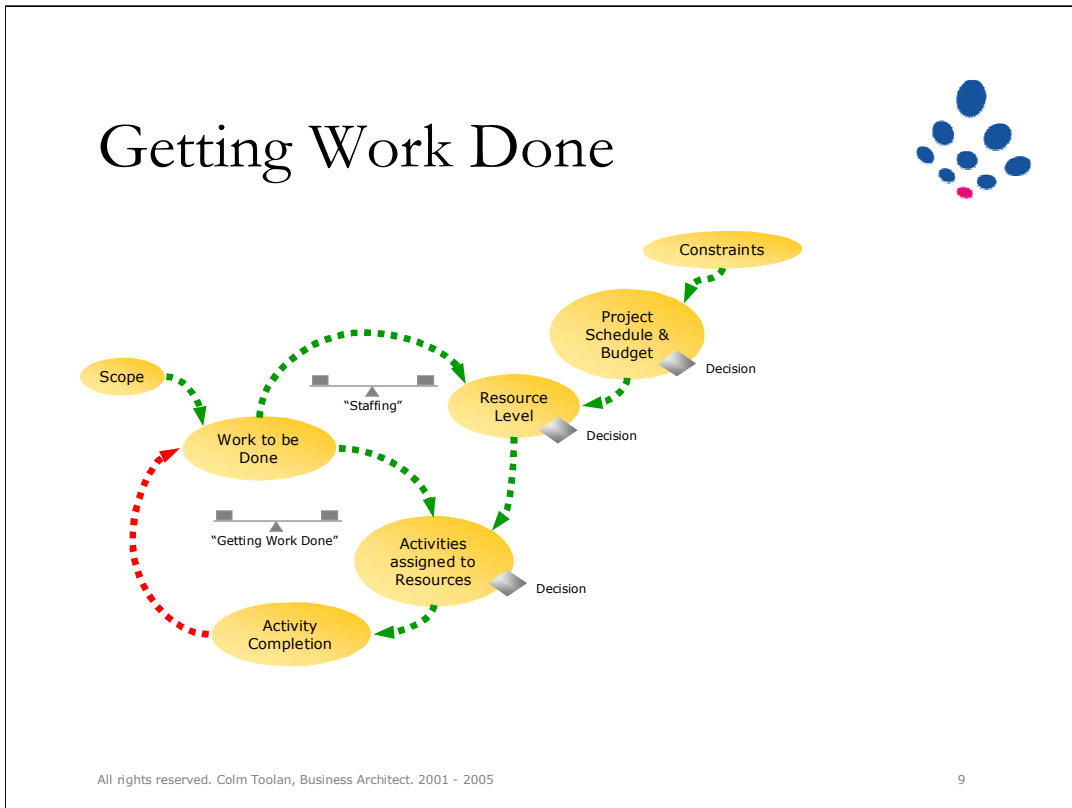 Getting Work Done
Constraints
Project
Schedule &
Budget
Decision
Scope
"Staffing"
Resource
Level
Decision
Work to be
Done
"Getting Work Done"
Activities
assigned to
Resources
Decision
Activity
Completion
All rights reserved. Colm Toolan, Business Architect. 2001 - 2005
9